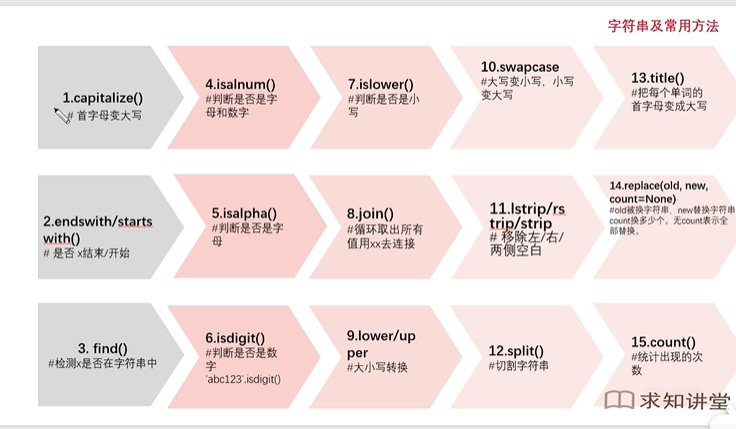 字符串及常用方法
1.capitalize()
# 首字母变大写
4.isalnum()
#判断是否是字
母和数字
7.islower()
#判断是否是小
写
10.swapcase
#大写变小写，小写
变大写
13.title()
#把每个单词的
首字母变成大写
2.endswith/starts
with()
# 是否 x结束/开始
5.isalpha()
#判断是否是字
母
8.join()
#循环取出所有
值用xx去连接
11.lstrip/rs
trip/strip
# 移除左/右/
两侧空白
14.replace(old, new,
count=None)
#old被换字符串，new替换字符串
count换多少个。无count表示全
部替换。
3. find()
#检测x是否在字符串中
6.isdigit()
#判断是否是数
字
'abc123'.isdigit()
9.lower/up
per
#大小写转换
12.split()
#切割字符串
15.count()
#统计出现的次
数
求知讲堂